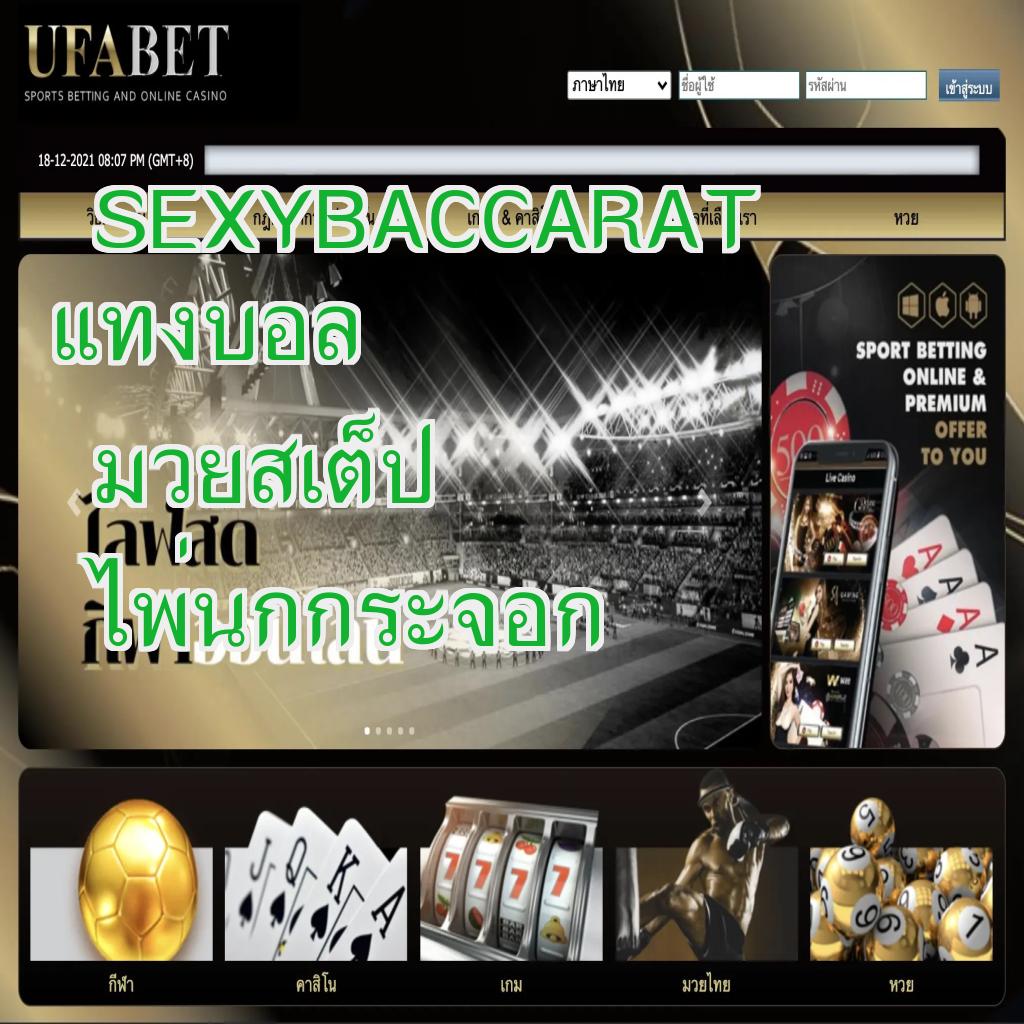 UFABET
SPORTS BETTING AND ONLINE CASINO
ภาษาไทย ชื่อผู้ใช้ รหัสผ่าน เข้าสู่ระบบ
18-12-2021 08:07 PM (GMT+8)
หวย
SEXYBACCARAT
แทงบอล
มวยสเต็ป
ไลฟ์สด
ไพ่นกกระจอก
SPORT BETTING
ONLINE &
PREMIUM
OFFER
TO YOU
Live Casino
กีฬา คาสิโน เกม มวยไทย หวย